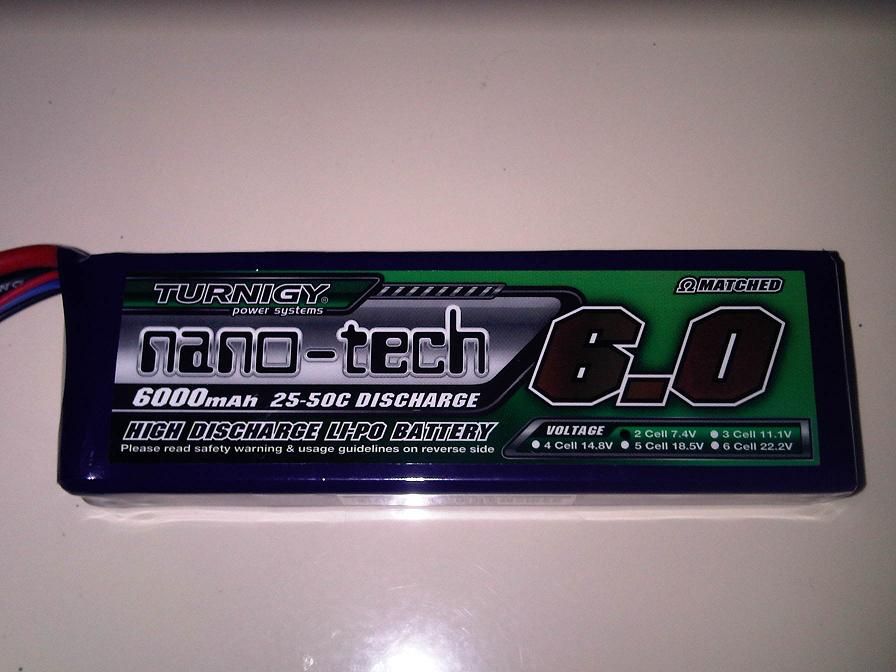 TURNIGY®
power systems
Ω MATCHED
nano-tech
6.0
6000mAh 25-50C DISCHARGE
HIGH DISCHARGE LI-PO BATTERY
Please read safety warning & usage guidelines on reverse side
VOLTAGE ● 2 Cell 7.4V ● 3 Cell 11.1V
● 4 Cell 14.8V ● 5 Cell 18.5V ● 6 Cell 22.2V